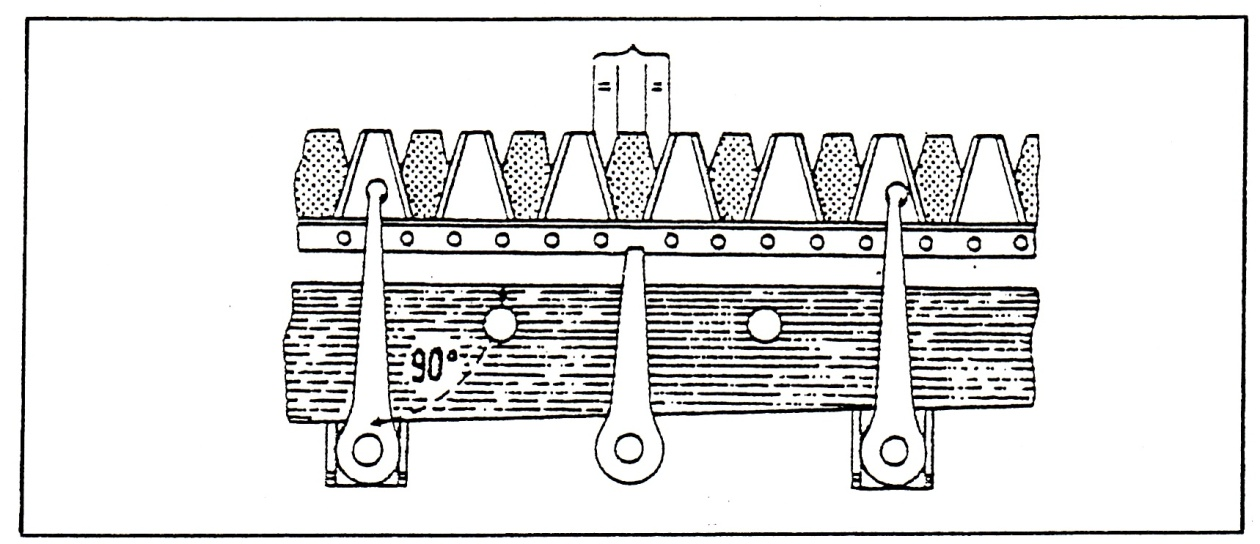 =
=
90°